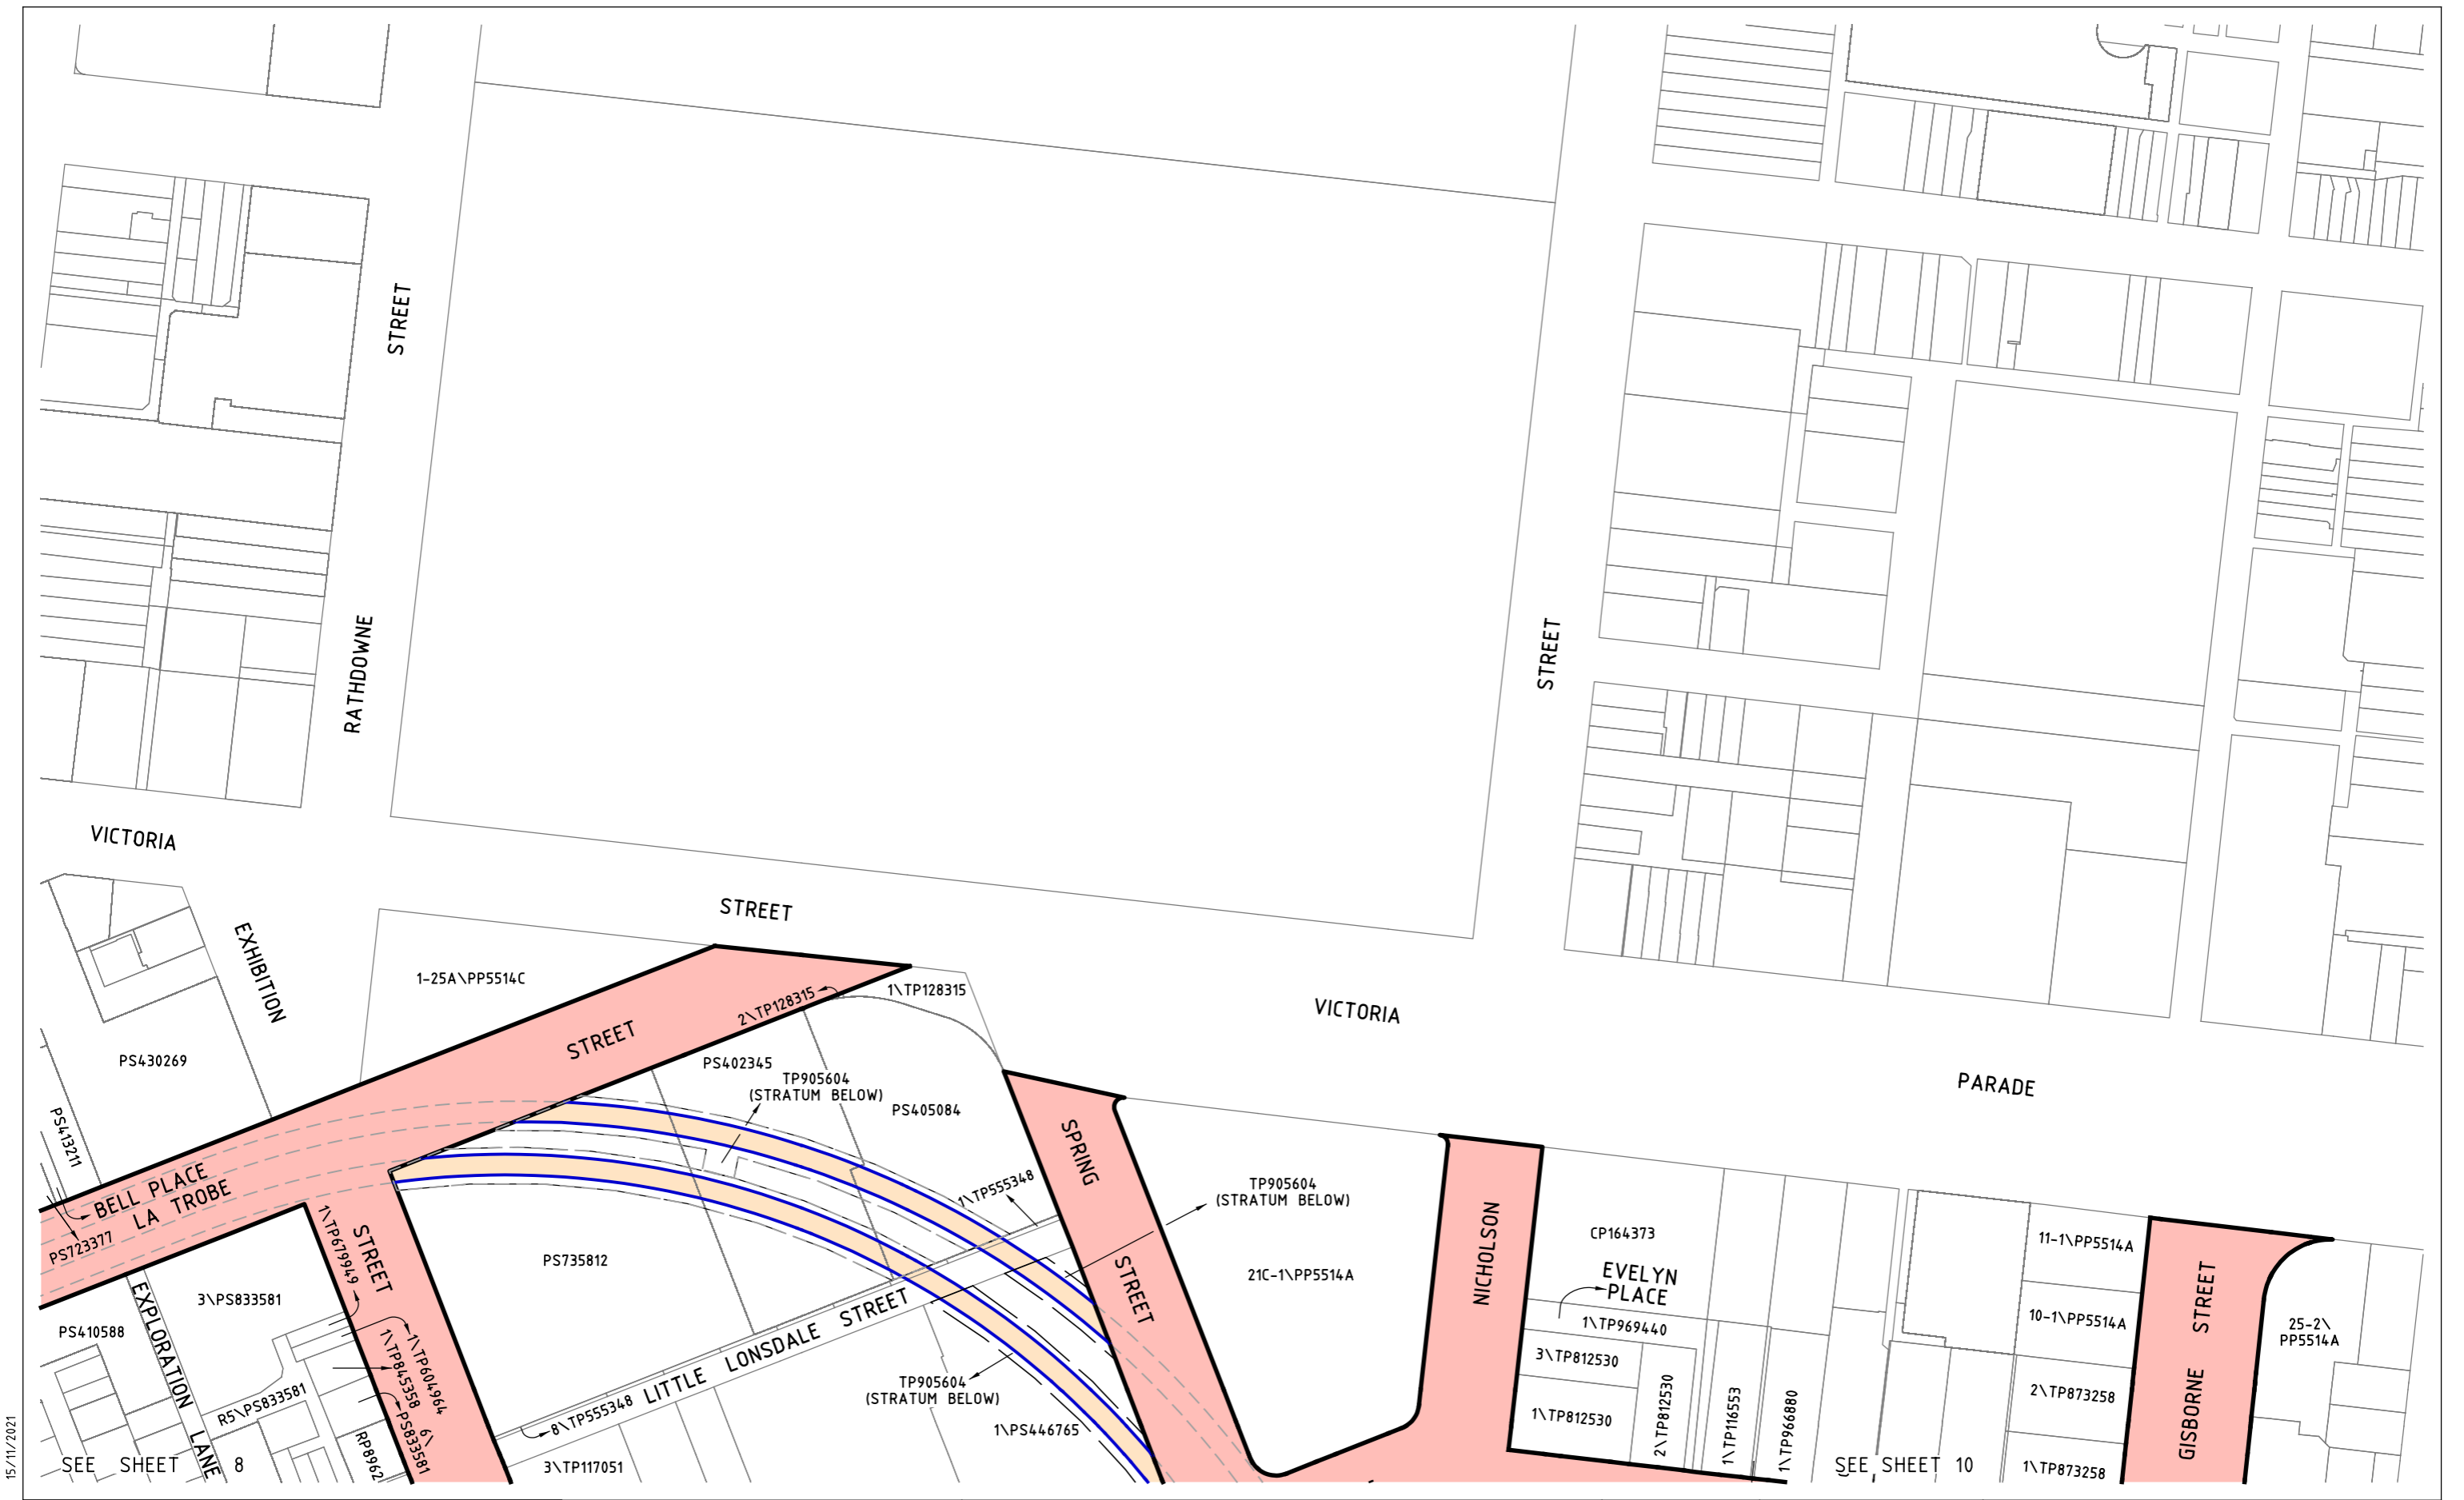 STREET
RATHDOWNE
STREET
VICTORIA
EXHIBITION
STREET
1-25A\PP5514C
2\TP128315
1\TP128315
VICTORIA
STREET
PS430269
PS402345
TP905604
(STRATUM BELOW)
PS405084
PARADE
PS413211
SPRING
BELL PLACE
LA TROBE
PS723377
1\TP679949
STREET
1\TP555348
TP905604
(STRATUM BELOW)
NICHOLSON
CP164373
11-1\PP5514A
PS735812
21C-1\PP5514A
STREET
EVELYN
PLACE
STREET
3\PS833581
EXPLORATION LANE
PS410588
1\TP969440
10-1\PP5514A
25-2\
PP5514A
1\TP604964
1\TP845358
6\
PS833581
LITTLE LONSDALE STREET
3\TP812530
TP905604
(STRATUM BELOW)
2\TP873258
R5\PS833581
8\TP555348
1\TP812530
2\TP812530
1\TP116553
1\TP966880
GISBORNE
1\PS446765
RP8962
SEE SHEET 8
3\TP117051
SEE SHEET 10
1\TP873258
15/11/2021